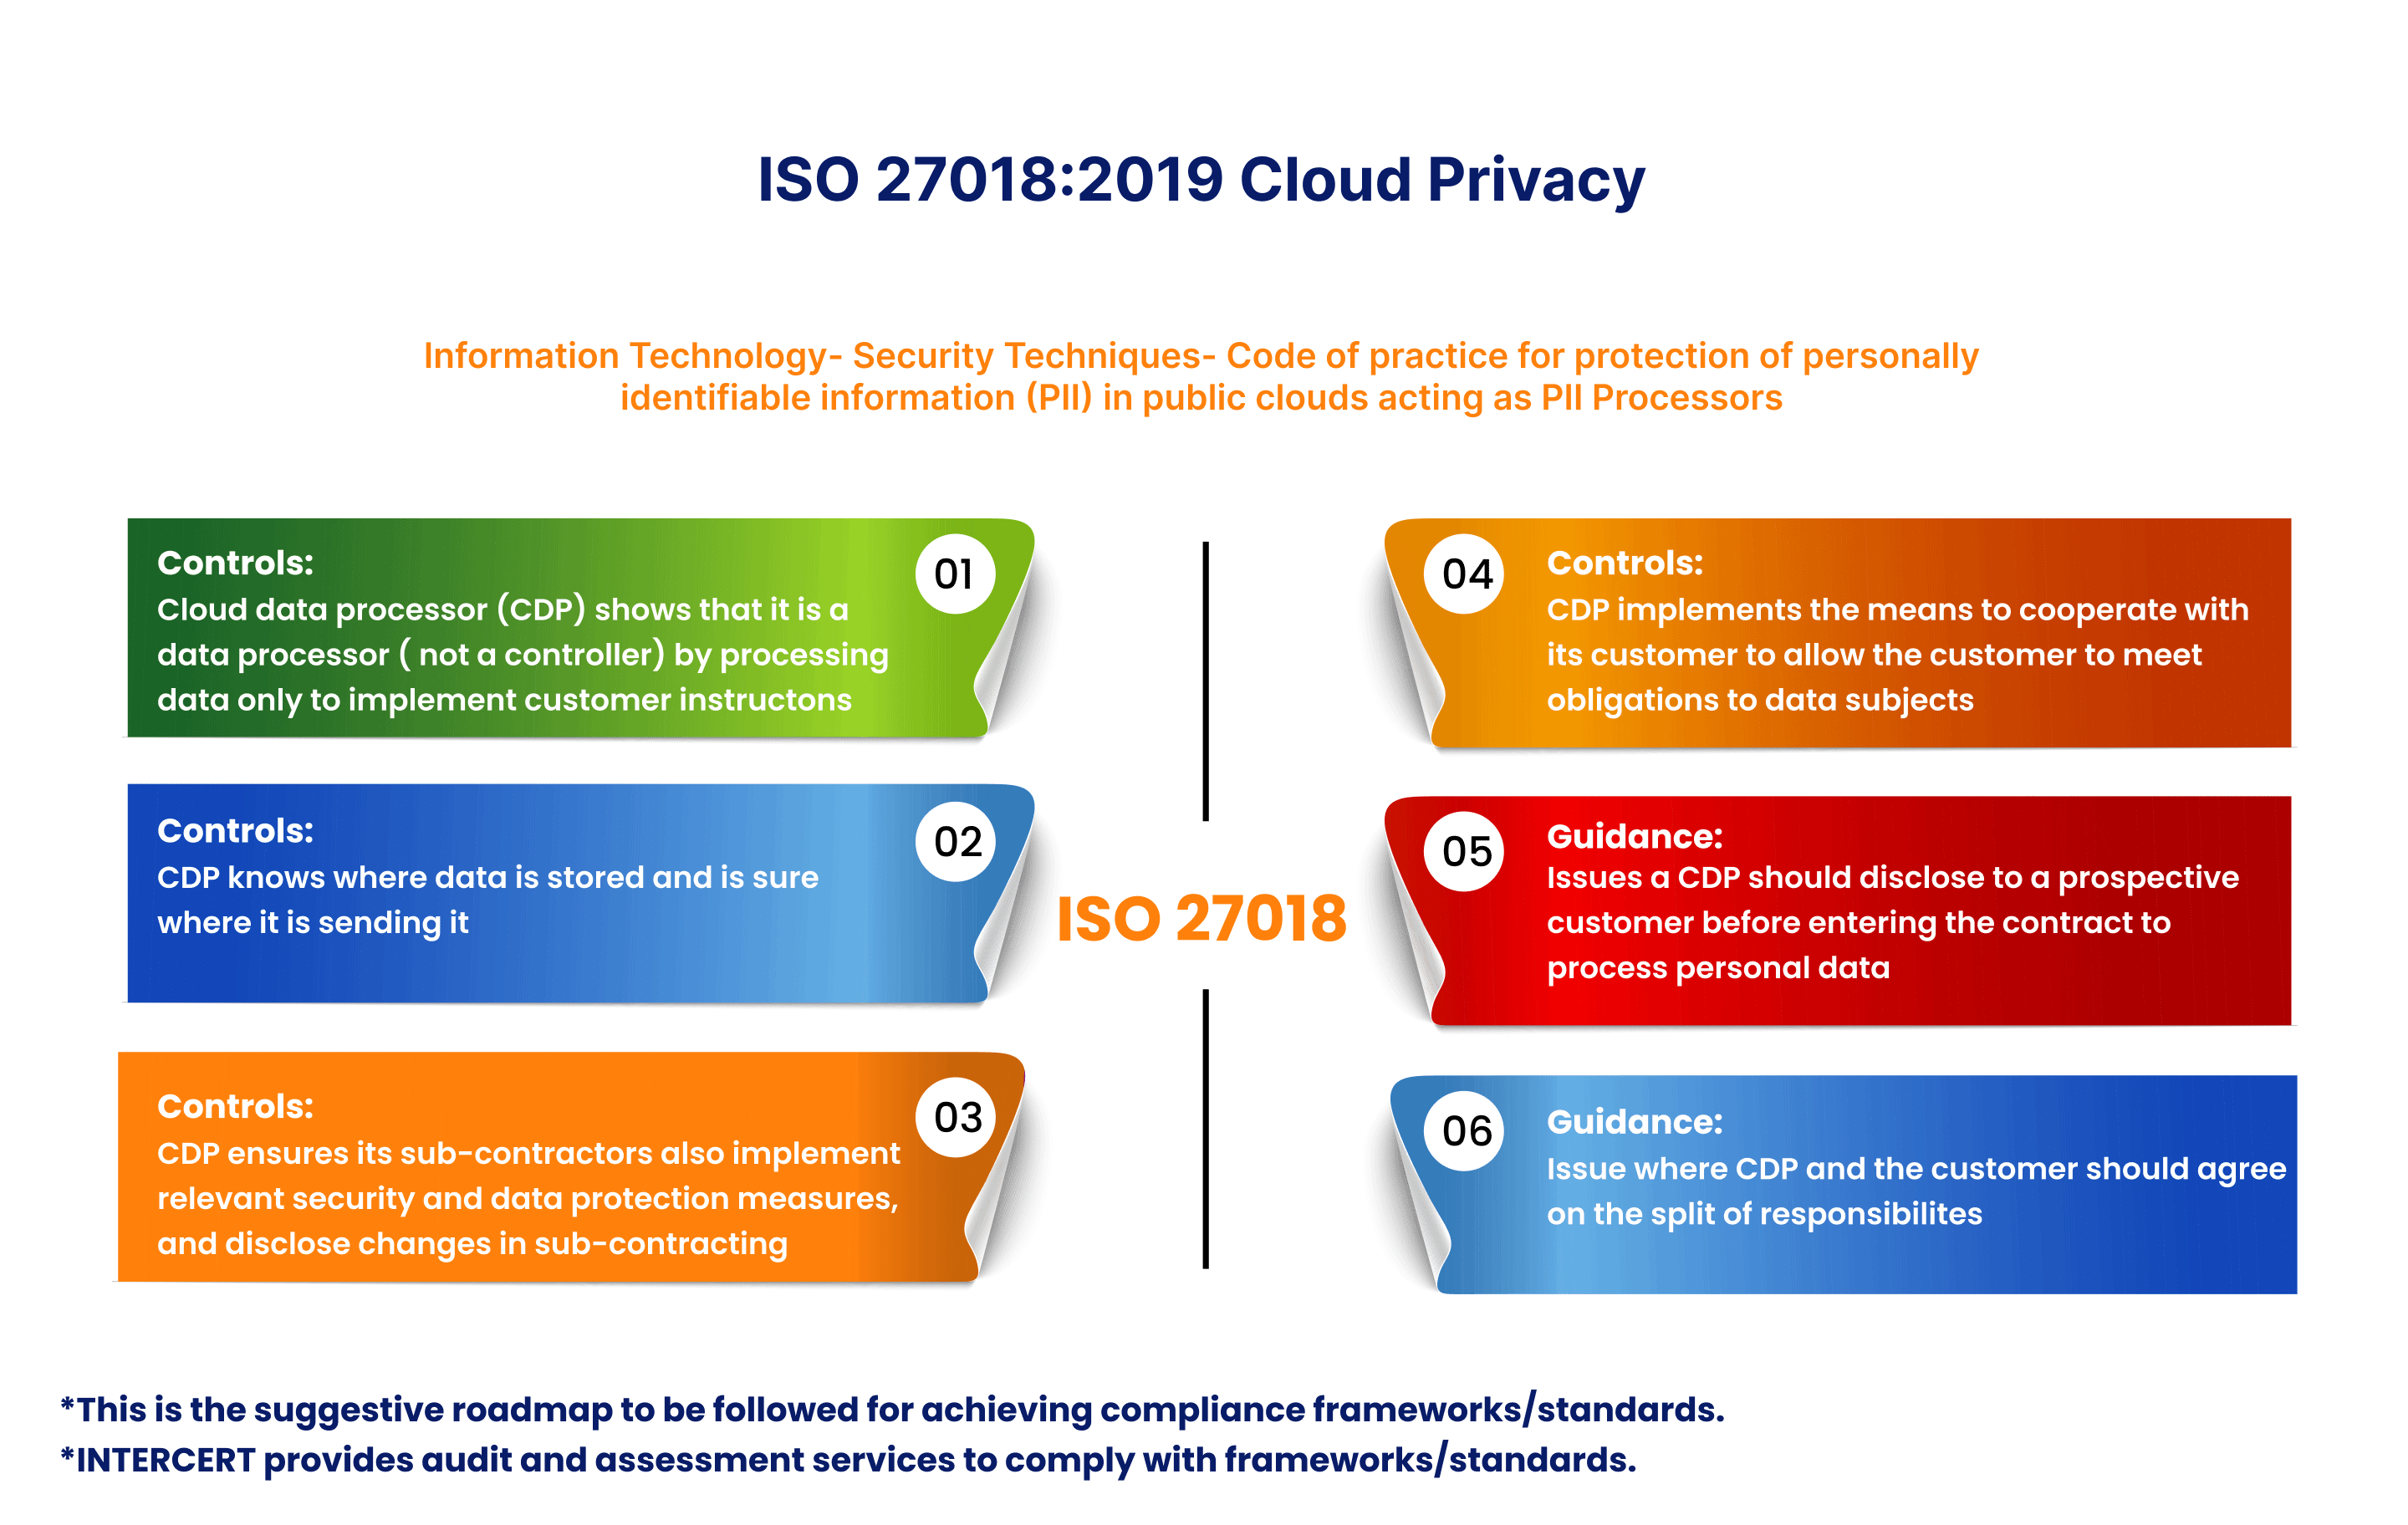 ISO 27018:2019 Cloud Privacy
Information Technology- Security Techniques- Code of practice for protection of personally
identifiable information (PII) in public clouds acting as PII Processors
01
Controls:
Cloud data processor (CDP) shows that it is a
data processor ( not a controller) by processing
data only to implement customer instructons
02
Controls:
CDP knows where data is stored and is sure
where it is sending it
03
Controls:
CDP ensures its sub-contractors also implement
relevant security and data protection measures,
and disclose changes in sub-contracting
ISO 27018
04
Controls:
CDP implements the means to cooperate with
its customer to allow the customer to meet
obligations to data subjects
05
Guidance:
Issues a CDP should disclose to a prospective
customer before entering the contract to
process personal data
06
Guidance:
Issue where CDP and the customer should agree
on the split of responsibilites
*This is the suggestive roadmap to be followed for achieving compliance frameworks/standards.
*INTERCERT provides audit and assessment services to comply with frameworks/standards.